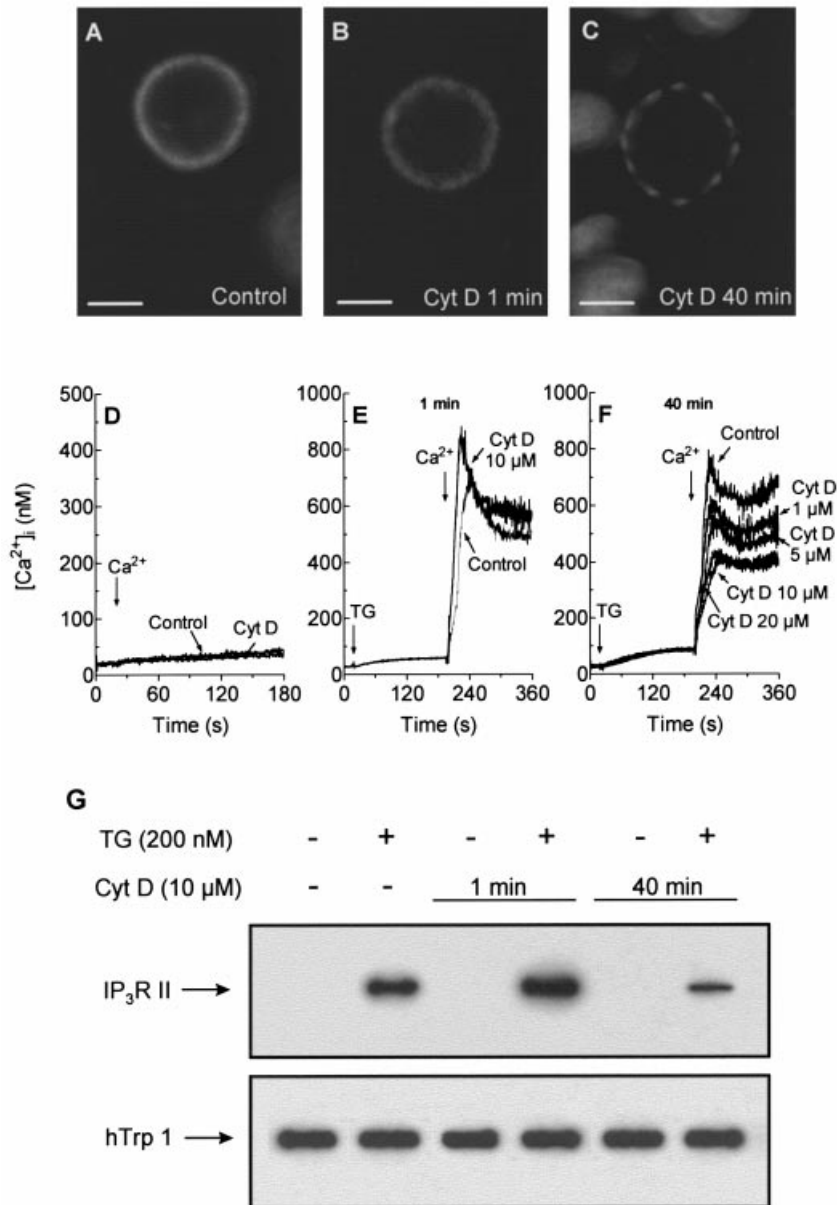 A
B
C
Control
Cyt D 1 min
Cyt D 40 min
D
500
400
300
200
100
0
[Ca²⁺]ᵢ (nM)
Ca²⁺
Control
Cyt D
0 60 120 180
Time (s)
E
1 min
1000
800
600
400
200
0
Ca²⁺
Cyt D
10 µM
Control
TG
0 120 240 360
Time (s)
F
40 min
1000
800
600
400
200
0
Ca²⁺
Control
Cyt D
1 µM
Cyt D
5 µM
Cyt D 10 µM
Cyt D 20 µM
TG
0 120 240 360
Time (s)
G
TG (200 nM) - + - + - +
Cyt D (10 µM) - - 1 min 40 min
IP₃R II
hTrp 1